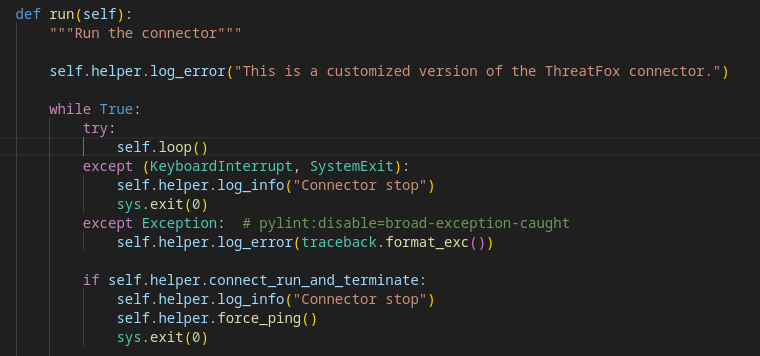 def run(self):
"""Run the connector"""
self.helper.log_error("This is a customized version of the ThreatFox connector.")
while True:
try:
self.loop()
except (KeyboardInterrupt, SystemExit):
self.helper.log_info("Connector stop")
sys.exit(0)
except Exception:  # pylint:disable=broad-exception-caught
self.helper.log_error(traceback.format_exc())
if self.helper.connect_run_and_terminate:
self.helper.log_info("Connector stop")
self.helper.force_ping()
sys.exit(0)